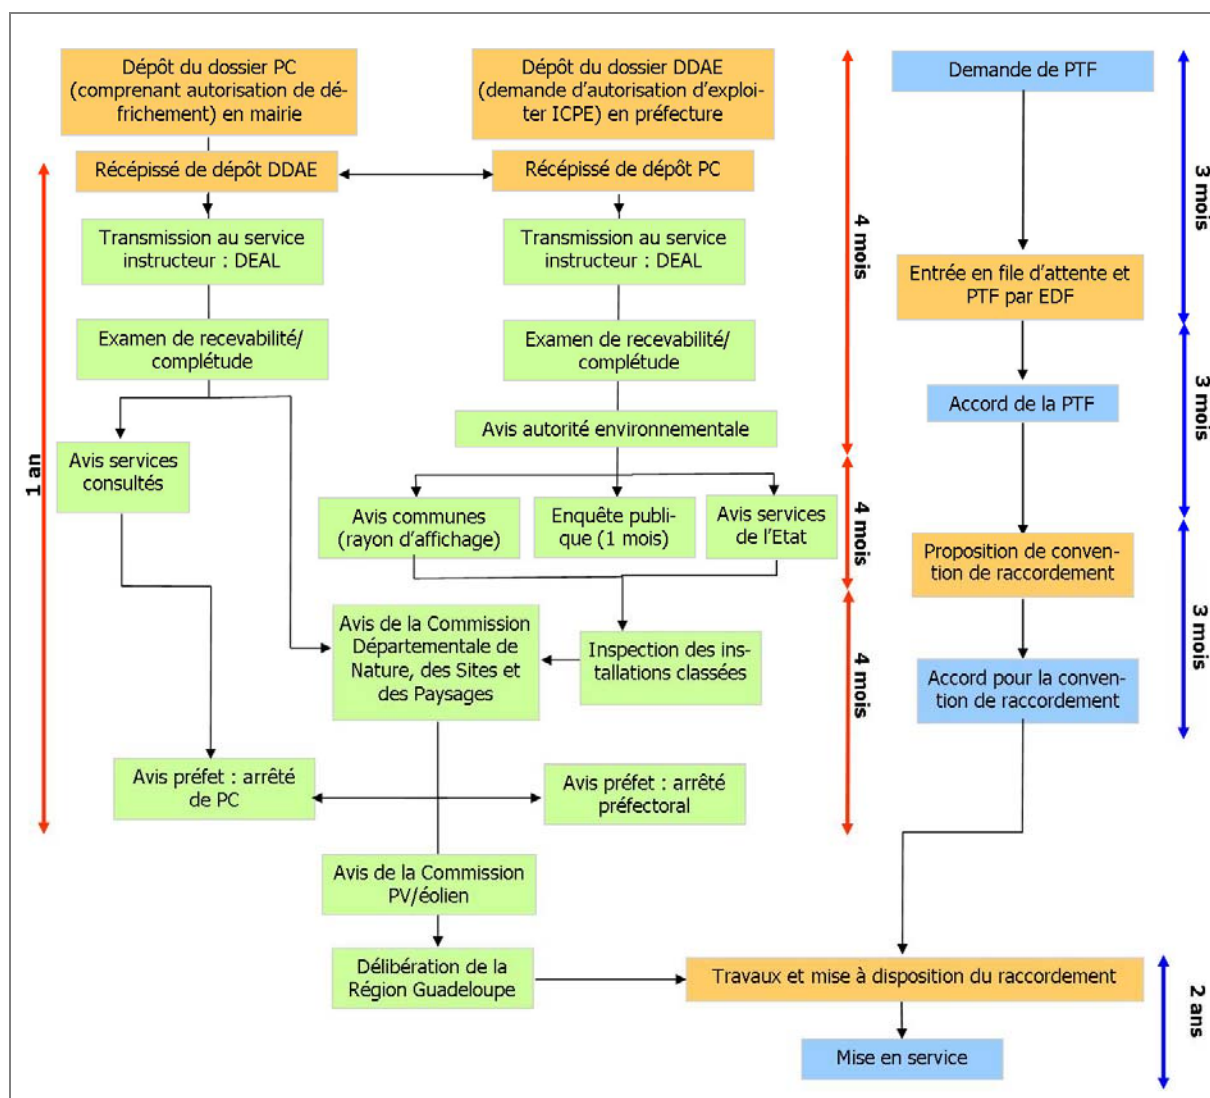 Dépôt du dossier PC
(comprenant autorisation de dé-
frichement) en mairie
Dépôt du dossier DDAE
(demande d'autorisation d'exploi-
ter ICPE) en préfecture
Récépissé de dépôt DDAE
Récépissé de dépôt PC
Transmission au service
instructeur : DEAL
Transmission au service
instructeur : DEAL
Examen de recevabilité/
complétude
Examen de recevabilité/
complétude
Avis autorité environnementale
Avis services
consultés
Avis communes
(rayon d'affichage)
Enquête publi-
que (1 mois)
Avis services
de l'Etat
Avis de la Commission
Départementale de
Nature, des Sites et
des Paysages
Inspection des ins-
tallations classées
Avis préfet : arrêté
de PC
Avis préfet : arrêté
préfectoral
Avis de la Commission
PV/éolien
Délibération de la
Région Guadeloupe
1 an
4 mois
4 mois
4 mois
Demande de PTF
Entrée en file d'attente et
PTF par EDF
Accord de la PTF
Proposition de conven-
tion de raccordement
Accord pour la conven-
tion de raccordement
Travaux et mise à disposition du raccordement
Mise en service
3 mois
3 mois
3 mois
2 ans